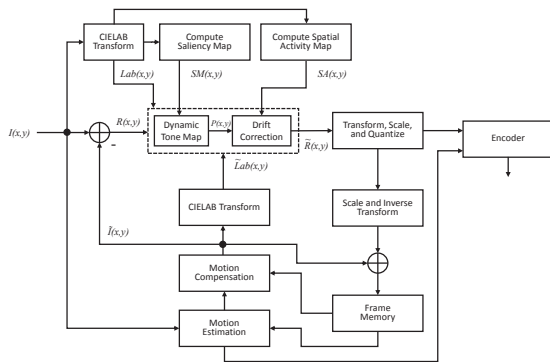 CIELAB
Transform
Compute
Saliency Map
Compute Spatial
Activity Map
Lab(x,y)
SM(x,y)
SA(x,y)
I(x,y)
R(x,y)
-
Dynamic
Tone Map
P(x,y)
Drift
Correction
R̃(x,y)
Transform, Scale,
and Quantize
Encoder
L̃ab(x,y)
CIELAB Transform
Scale and Inverse
Transform
Ĩ(x,y)
Motion
Compensation
Frame
Memory
Motion
Estimation